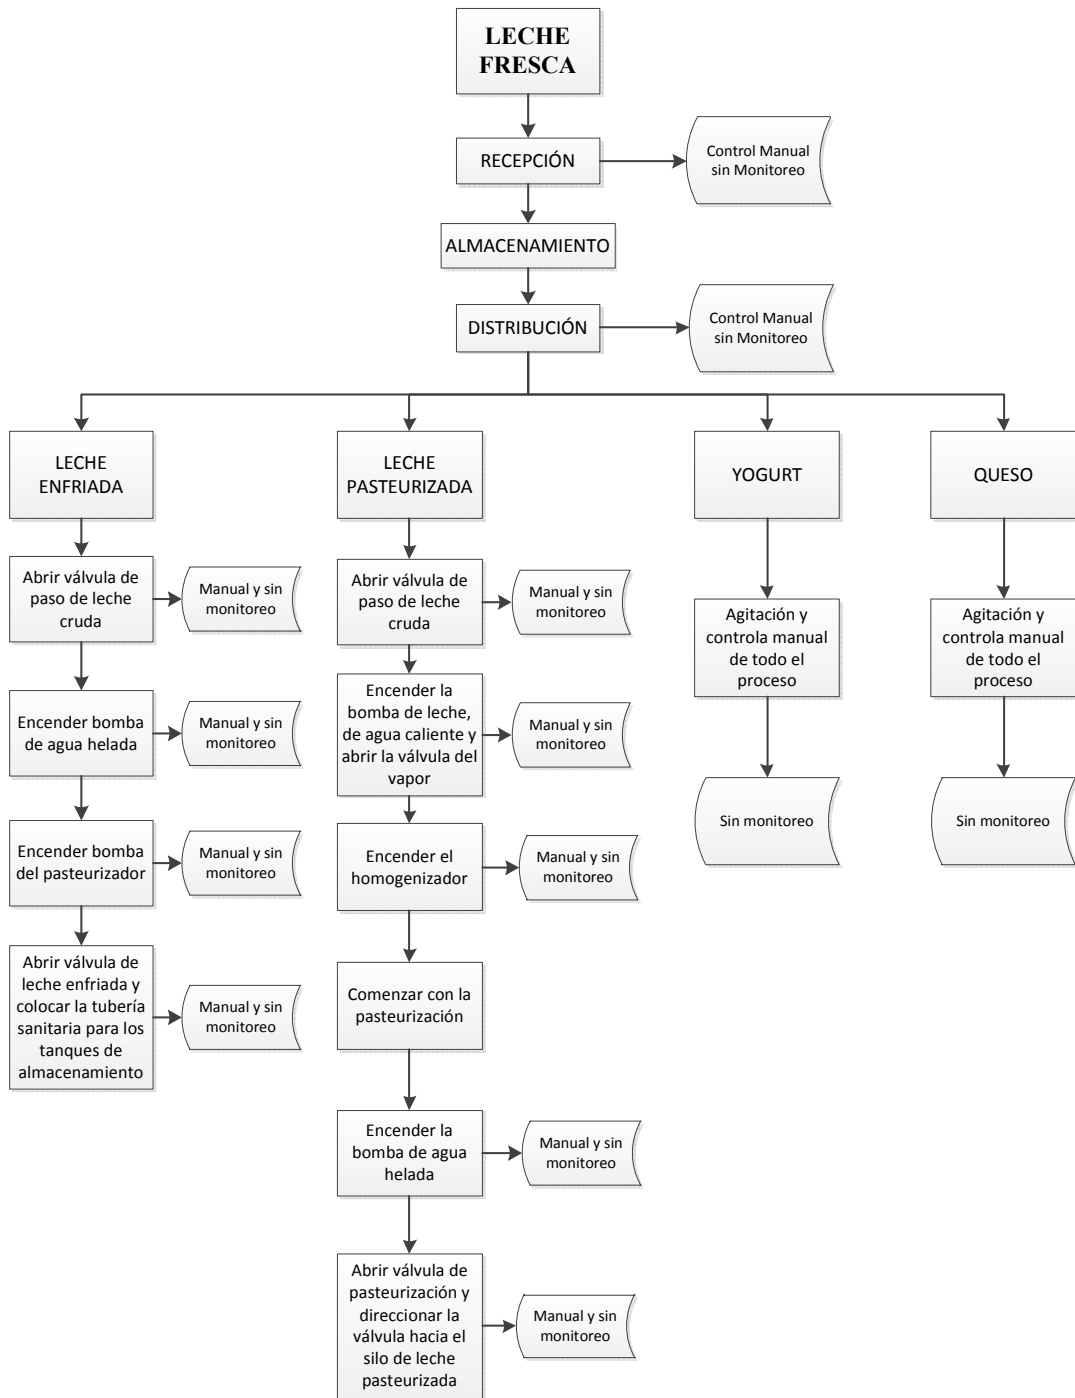 LECHE
FRESCA
RECEPCIÓN
Control Manual
sin Monitoreo
ALMACENAMIENTO
DISTRIBUCIÓN
Control Manual
sin Monitoreo
LECHE
ENFRIADA
LECHE
PASTEURIZADA
YOGURT
QUESO
Abrir válvula de
paso de leche
cruda
Manual y sin
monitoreo
Encender bomba
de agua helada
Manual y sin
monitoreo
Encender bomba
del pasteurizador
Manual y sin
monitoreo
Abrir válvula de
leche enfriada y
colocar la tubería
sanitaria para los
tanques de
almacenamiento
Manual y sin
monitoreo
Abrir válvula de
paso de leche
cruda
Manual y sin
monitoreo
Encender la
bomba de leche,
de agua caliente y
abrir la válvula del
vapor
Manual y sin
monitoreo
Encender el
homogenizador
Manual y sin
monitoreo
Comenzar con la
pasteurización
Encender la
bomba de agua
helada
Manual y sin
monitoreo
Abrir válvula de
pasteurización y
direccionar la
válvula hacia el
silo de leche
pasteurizada
Manual y sin
monitoreo
Agitación y
controla manual
de todo el
proceso
Sin monitoreo
Agitación y
controla manual
de todo el
proceso
Sin monitoreo